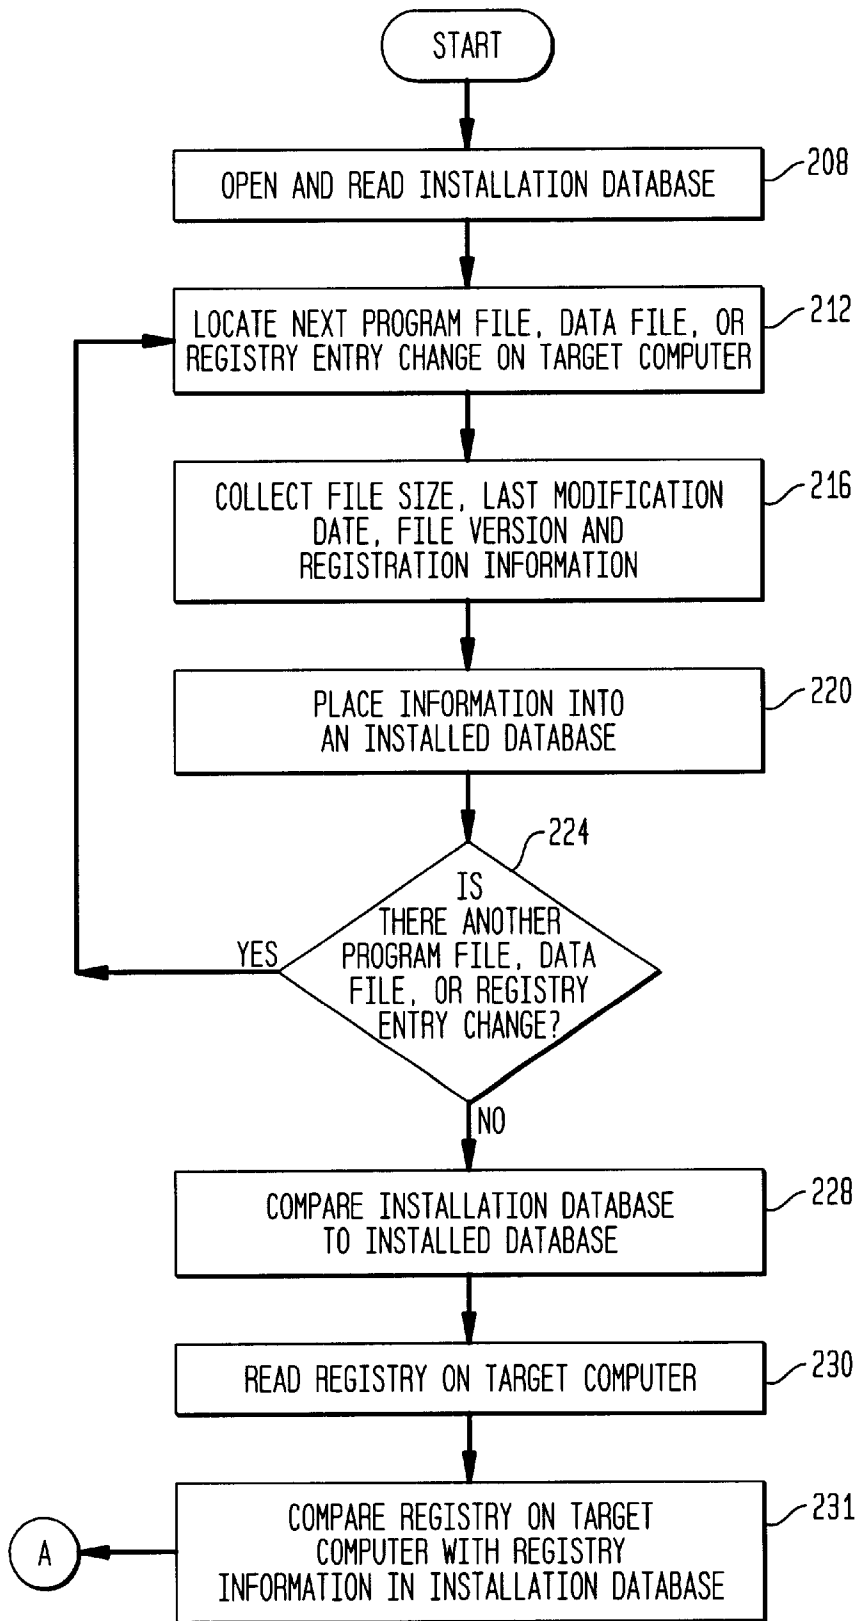 START
OPEN AND READ INSTALLATION DATABASE
208
LOCATE NEXT PROGRAM FILE, DATA FILE, OR
REGISTRY ENTRY CHANGE ON TARGET COMPUTER
212
COLLECT FILE SIZE, LAST MODIFICATION
DATE, FILE VERSION AND
REGISTRATION INFORMATION
216
PLACE INFORMATION INTO
AN INSTALLED DATABASE
220
224
IS
THERE ANOTHER
PROGRAM FILE, DATA
FILE, OR REGISTRY
ENTRY CHANGE?
YES
NO
COMPARE INSTALLATION DATABASE
TO INSTALLED DATABASE
228
READ REGISTRY ON TARGET COMPUTER
230
COMPARE REGISTRY ON TARGET
COMPUTER WITH REGISTRY
INFORMATION IN INSTALLATION DATABASE
231
A